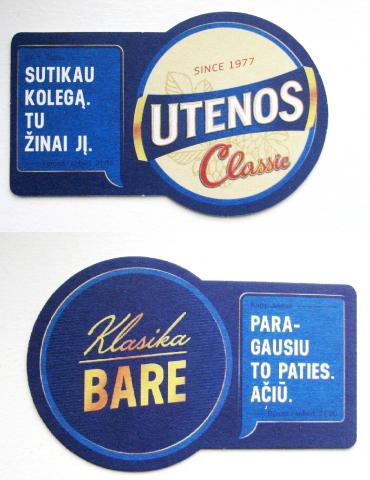 SUTIKAU
KOLEGĄ.
TU
ŽINAI JĮ.
SINCE 1977
UTENOS
Classic
Klasika
BARE
PARA-
GAUSIU
TO PATIES.
AČIŪ.